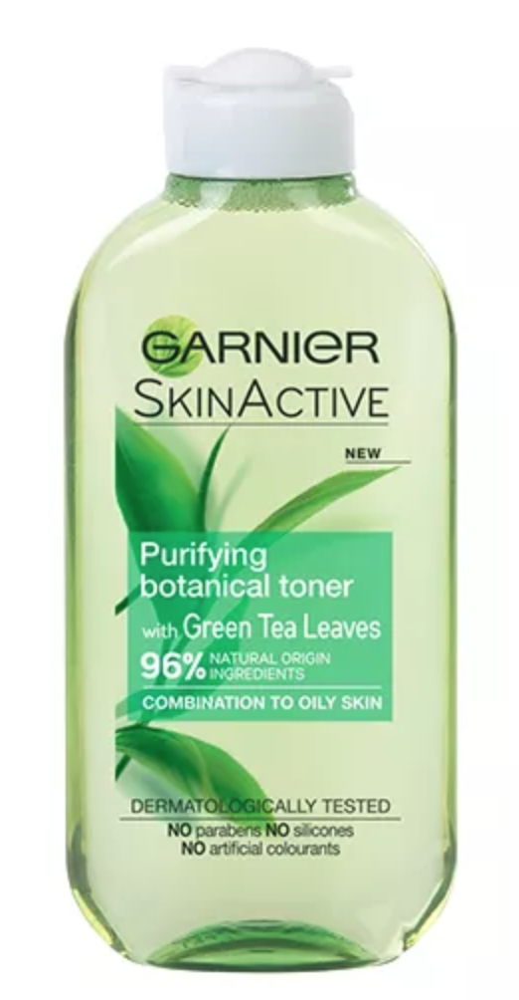 GARNIER
SKINACTIVE
NEW
Purifying
botanical toner
with Green Tea Leaves
96% NATURAL ORIGIN
INGREDIENTS
COMBINATION TO OILY SKIN
DERMATOLOGICALLY TESTED
NO parabens NO silicones
NO artificial colourants